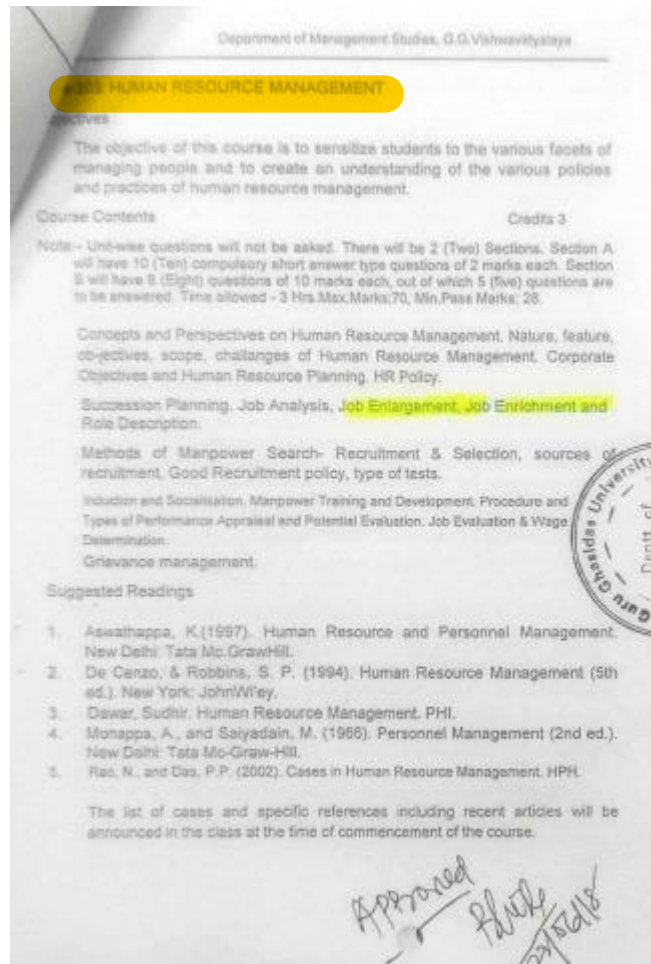 Department of Management Studies, G.G.Vishwavidyalaya
203: HUMAN RESOURCE MANAGEMENT
jectives :
The objective of this course is to sensitize students to the various facets of
managing people and to create an understanding of the various policies
and practices of human resource management.
Course Contents Credits 3
Note:- Unit-wise questions will not be asked. There will be 2 (Two) Sections. Section A
will have 10 (Ten) compulsory short answer type questions of 2 marks each. Section
B will have 8 (Eight) questions of 10 marks each, out of which 5 (five) questions are
to be answered. Time allowed - 3 Hrs.Max.Marks:70, Min.Pass Marks: 28.
Concepts and Perspectives on Human Resource Management. Nature, feature,
objectives, scope, challanges of Human Resource Management. Corporate
Objectives and Human Resource Planning. HR Policy.
Succession Planning. Job Analysis, Job Enlargement, Job Enrichment and
Role Description.
Methods of Manpower Search- Recruitment & Selection, sources of
recruitment, Good Recruitment policy, type of tests.
Induction and Socialisation. Manpower Training and Development. Procedure and
Types of Performance Appraisal and Potential Evaluation. Job Evaluation & Wage
Determination.
Grievance management.
Guru Ghasidas University
Deptt of
Suggested Readings
1. Aswathappa, K.(1997). Human Resource and Personnel Management.
New Delhi: Tata Mc.GrawHill.
2. De Cenzo, & Robbins, S. P. (1994). Human Resource Management (5th
ed.). New York: JohnWiley.
3. Dawar, Sudhir. Human Resource Management. PHI.
4. Monappa, A., and Saiyadain, M. (1966). Personnel Management (2nd ed.).
New Delhi: Tata Mc-Graw-Hill.
5. Rao, N., and Das, P.P. (2002). Cases in Human Resource Management. HPH.
The list of cases and specific references including recent articles will be
announced in the class at the time of commencement of the course.
Approved